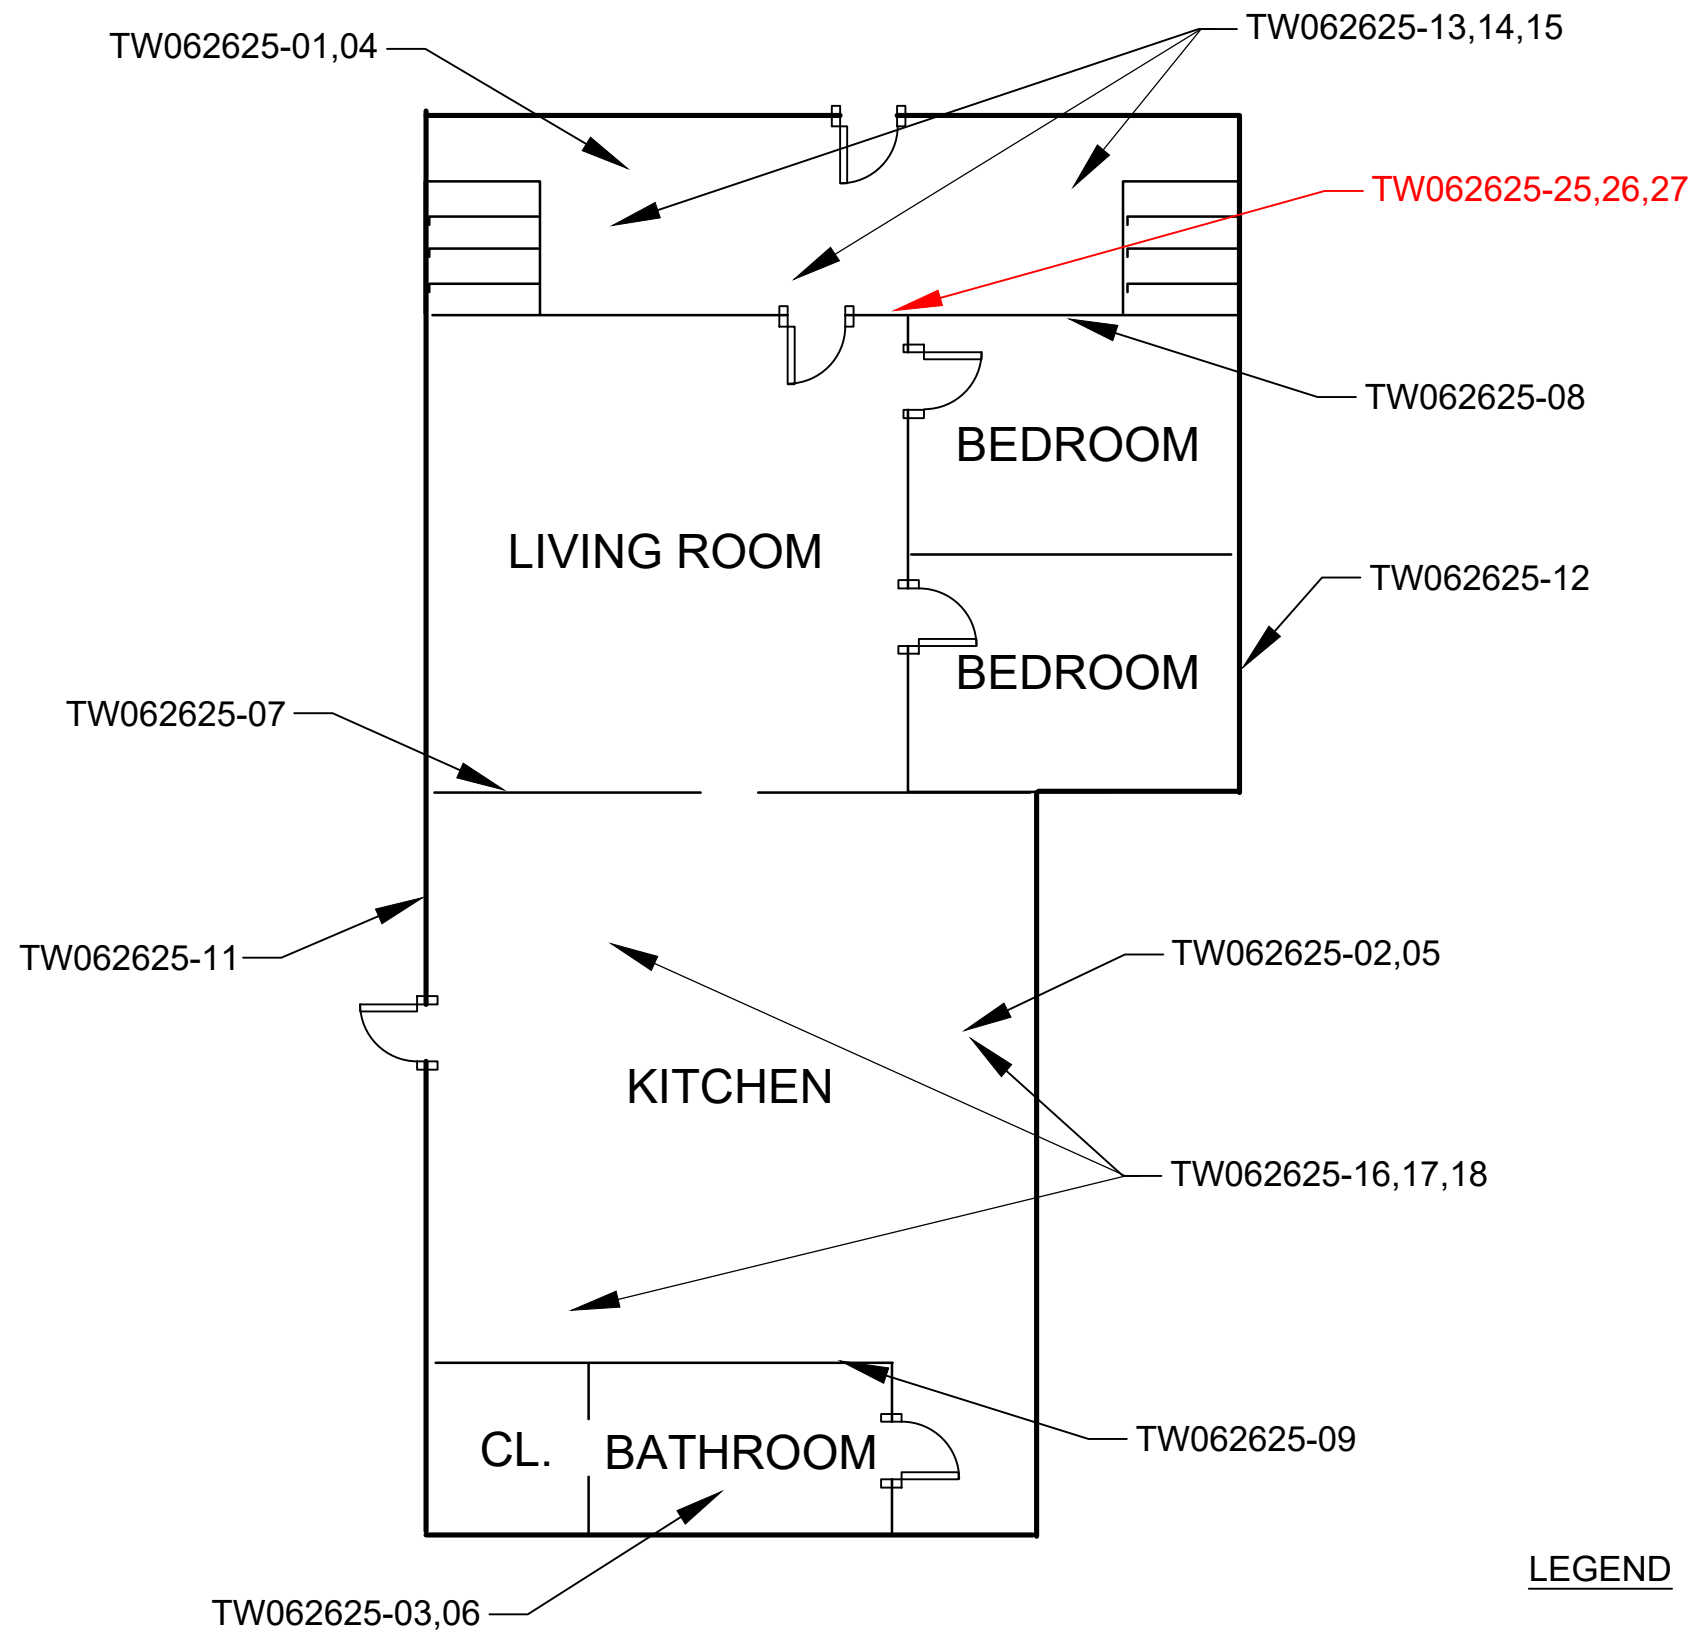 TW062625-13,14,15
TW062625-01,04
TW062625-25,26,27
TW062625-08
BEDROOM
LIVING ROOM
TW062625-12
BEDROOM
TW062625-07
TW062625-02,05
TW062625-11
KITCHEN
TW062625-16,17,18
TW062625-09
CL.
BATHROOM
LEGEND
TW062625-03,06